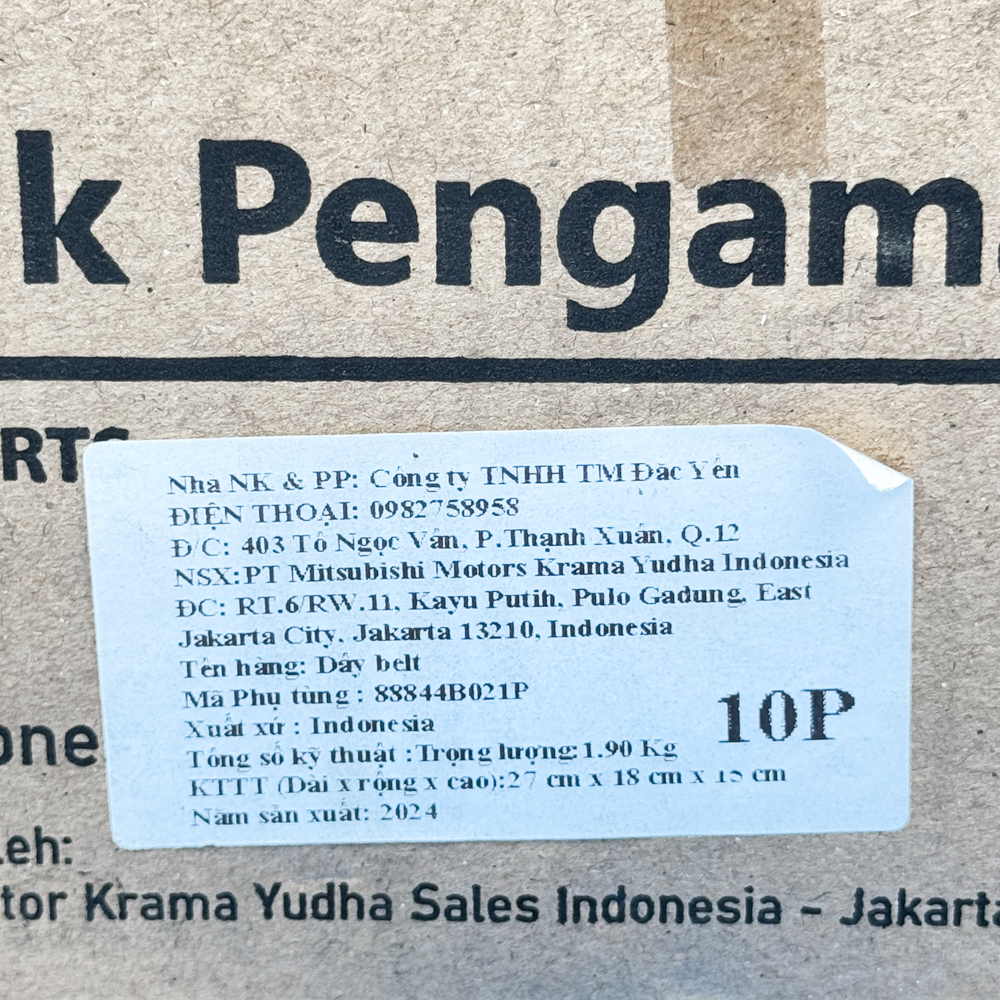 k Pengam
RTS
Nhà NK & PP: Công ty TNHH TM Đắc Yến
ĐIỆN THOẠI: 0982758958
Đ/C: 403 Tô Ngọc Vân, P.Thạnh Xuân, Q.12
NSX:PT Mitsubishi Motors Krama Yudha Indonesia
ĐC: RT.6/RW.11, Kayu Putih, Pulo Gadung, East
Jakarta City, Jakarta 13210, Indonesia
Tên hàng: Dây belt
Mã Phụ tùng : 88844B021P
10P
Xuất xứ : Indonesia
Tổng số kỹ thuật :Trọng lượng:1.90 Kg
KTTT (Dài x rộng x cao):27 cm x 18 cm x 15 cm
Năm sản xuất: 2024
one
leh:
tor Krama Yudha Sales Indonesia - Jakarta